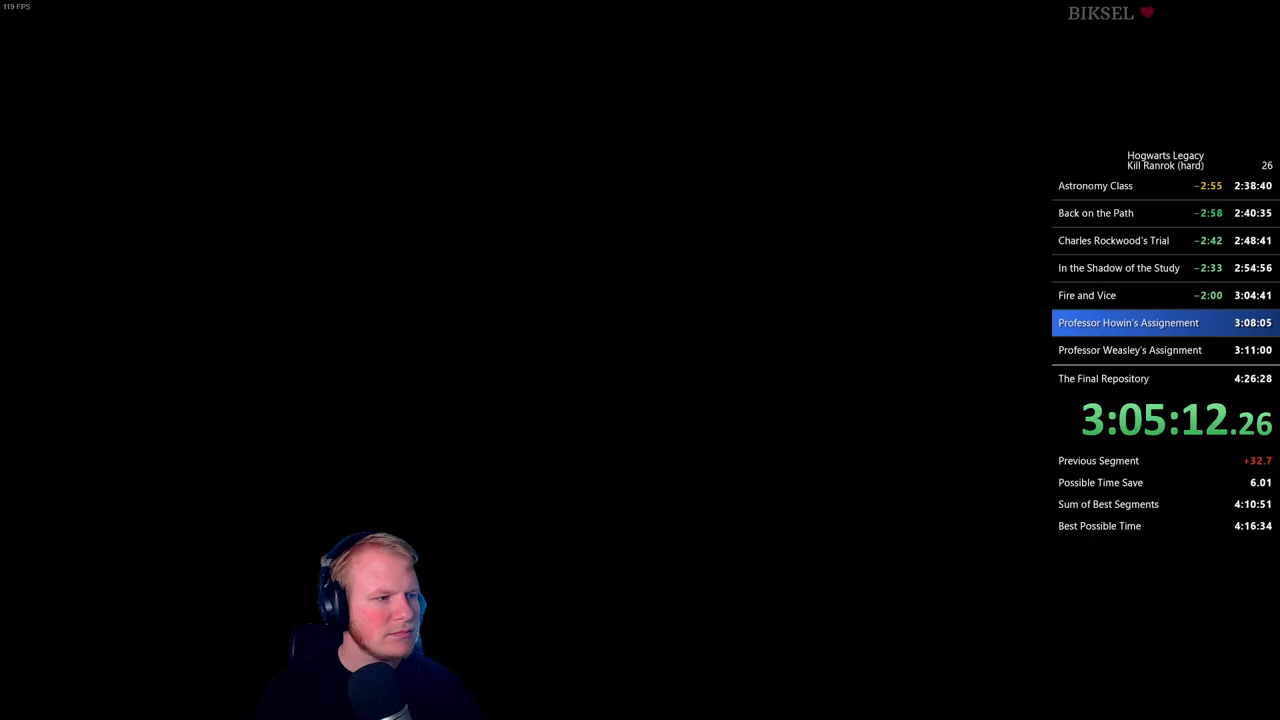 119 FPS
BIKSEL
Hogwarts Legacy
Kill Ranrok (hard) 26
Astronomy Class -2:55 2:38:40
Back on the Path -2:58 2:40:35
Charles Rockwood's Trial -2:42 2:48:41
In the Shadow of the Study -2:33 2:54:56
Fire and Vice -2:00 3:04:41
Professor Howin's Assignement 3:08:05
Professor Weasley's Assignment 3:11:00
The Final Repository 4:26:28
3:05:12.26
Previous Segment +32.7
Possible Time Save 6.01
Sum of Best Segments 4:10:51
Best Possible Time 4:16:34